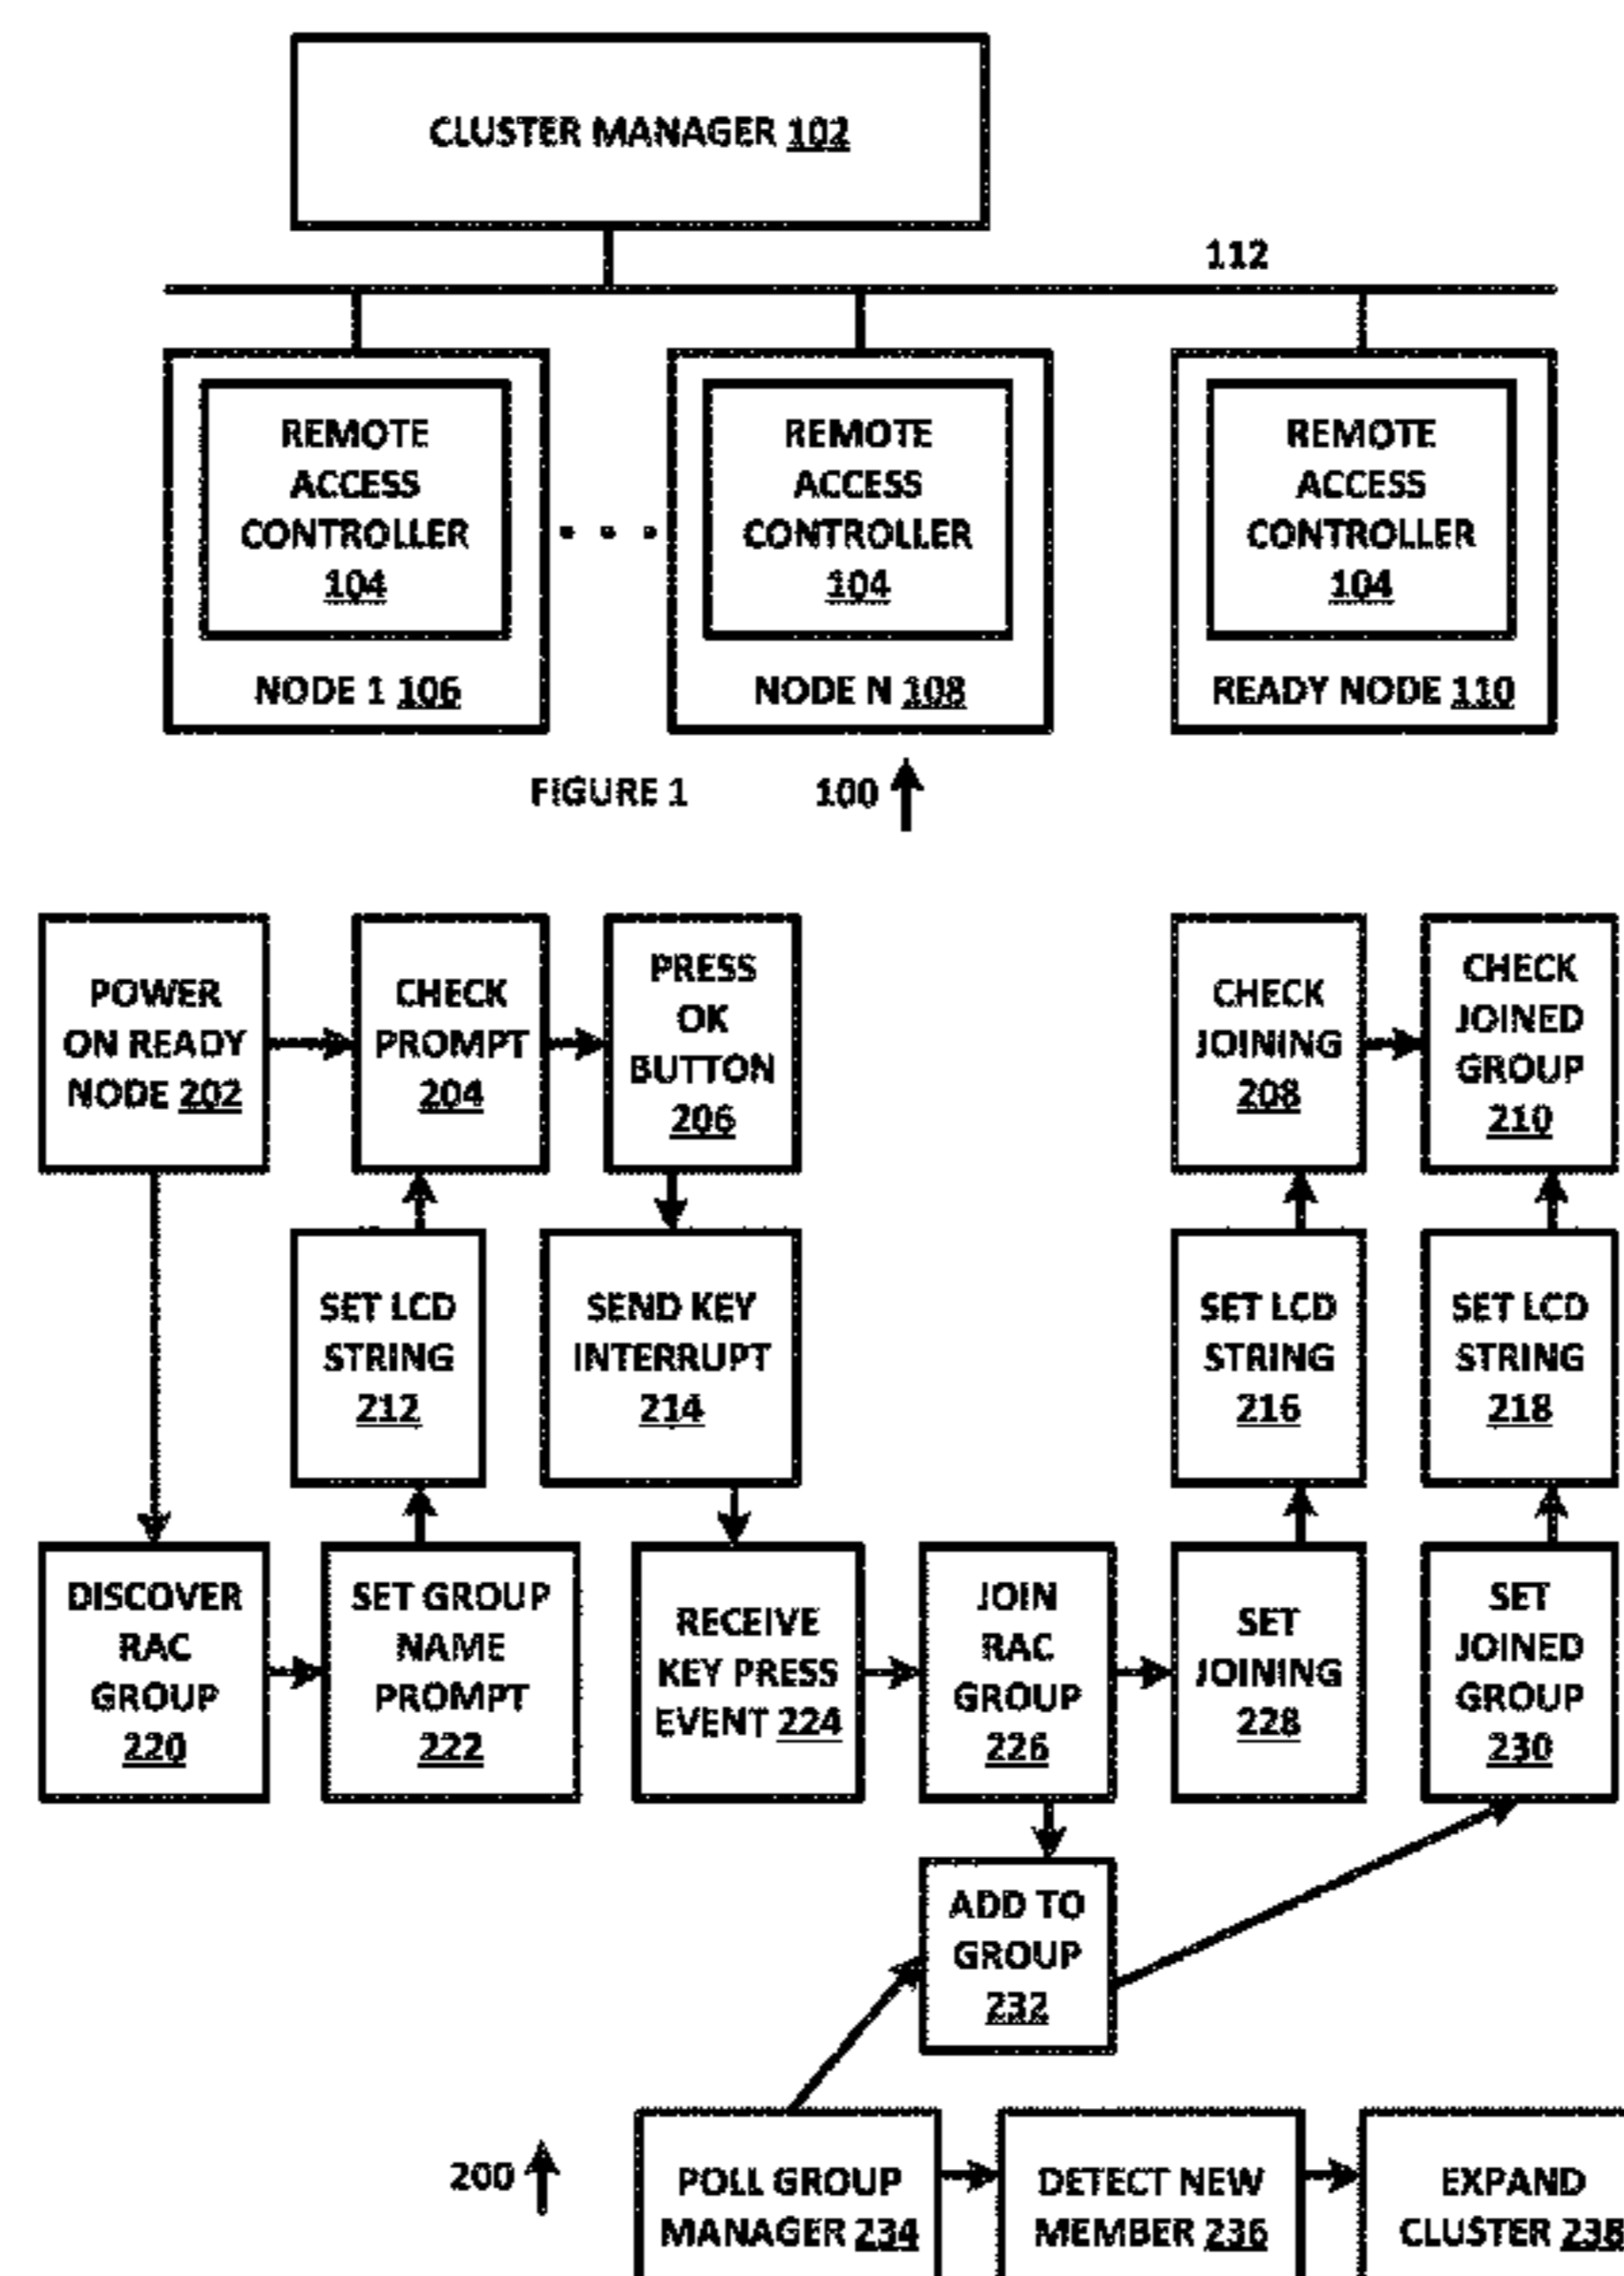 CLUSTER MANAGER 102
112
REMOTE
ACCESS
CONTROLLER
104
NODE 1 106
. . .
REMOTE
ACCESS
CONTROLLER
104
NODE N 108
REMOTE
ACCESS
CONTROLLER
104
READY NODE 110
FIGURE 1
100
POWER
ON READY
NODE 202
CHECK
PROMPT
204
PRESS
OK
BUTTON
206
CHECK
JOINING
208
CHECK
JOINED
GROUP
210
SET LCD
STRING
212
SEND KEY
INTERRUPT
214
SET LCD
STRING
216
SET LCD
STRING
218
DISCOVER
RAC
GROUP
220
SET GROUP
NAME
PROMPT
222
RECEIVE
KEY PRESS
EVENT 224
JOIN
RAC
GROUP
226
SET
JOINING
228
SET
JOINED
GROUP
230
ADD TO
GROUP
232
200
POLL GROUP
MANAGER 234
DETECT NEW
MEMBER 236
EXPAND
CLUSTER 238